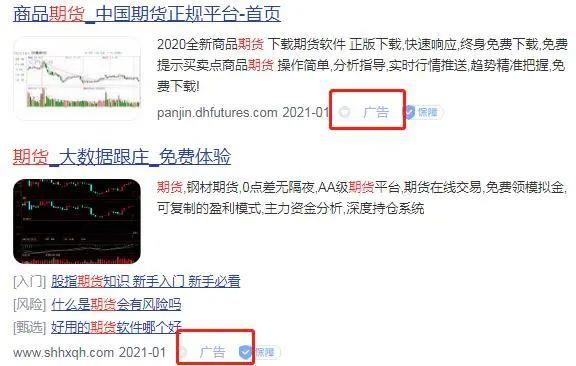 商品期货_中国期货正规平台-首页
2020全新商品期货 下载期货软件 正版下载,快速响应,终身免费下载,免费
提示买卖点商品期货 操作简单,分析指导,实时行情推送,趋势精准把握,免
费下载!
panjin.dhfutures.com 2021-01 广告 保障
期货_大数据跟庄_免费体验
期货,钢材期货,0点差无隔夜,AA级期货平台,期货在线交易,免费领模拟金,
可复制的盈利模式,主力资金分析,深度持仓系统
[入门] 股指期货知识 新手入门 新手必看
[风险] 什么是期货会有风险吗
[甄选] 好用的期货软件哪个好
www.shhxqh.com 2021-01 广告 保障